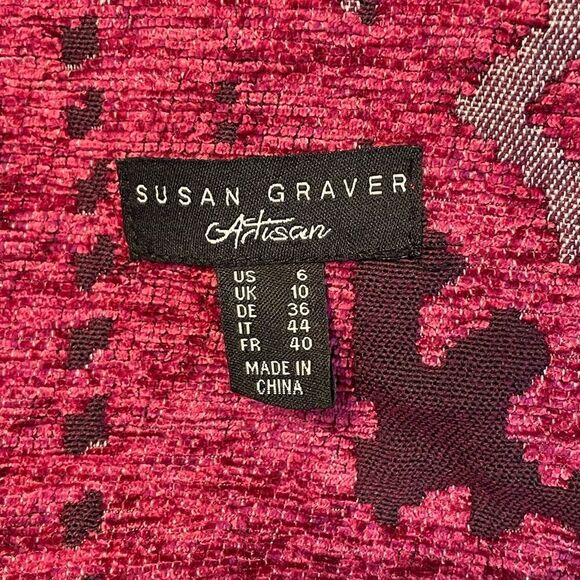 SUSAN GRAVER
Artisan
US 6
UK 10
DE 36
IT 44
FR 40
MADE IN
CHINA